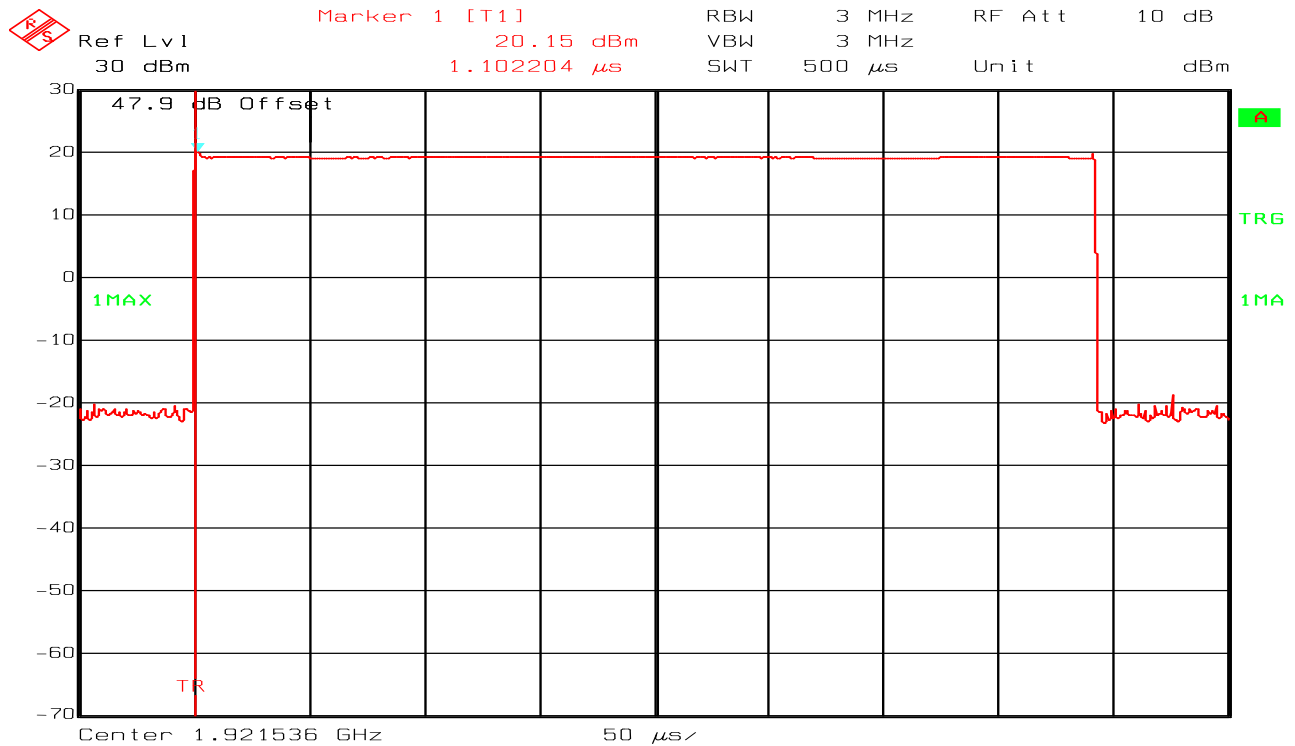 Marker 1 [T1] RBW 3 MHz RF Att 10 dB
R S
Ref Lvl 20.15 dBm VBW 3 MHz
30 dBm 1.102204 µs SWT 500 µs Unit dBm
30
47.9 dB Offset
A
20
10
TRG
0
1MAX
1MA
-10
-20
-30
-40
-50
-60
TR
-70
Center 1.921536 GHz 50 µs/